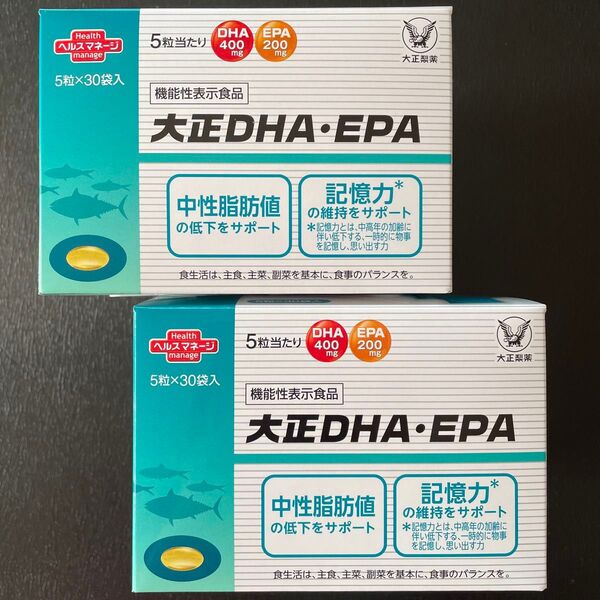 Health
ヘルスマネージ
manage
5粒×30袋入
5粒当たり
DHA
400
mg
EPA
200
mg
大正製薬
機能性表示食品
大正DHA・EPA
中性脂肪値
の低下をサポート
記憶力*
の維持をサポート
*記憶力とは、中高年の加齢に
伴い低下する、一時的に物事
を記憶し、思い出す力
食生活は、主食、主菜、副菜を基本に、食事のバランスを。
Health
ヘルスマネージ
manage
5粒×30袋入
5粒当たり
DHA
400
mg
EPA
200
mg
大正製薬
機能性表示食品
大正DHA・EPA
中性脂肪値
の低下をサポート
記憶力*
の維持をサポート
*記憶力とは、中高年の加齢に
伴い低下する、一時的に物事
を記憶し、思い出す力
食生活は、主食、主菜、副菜を基本に、食事のバランスを。